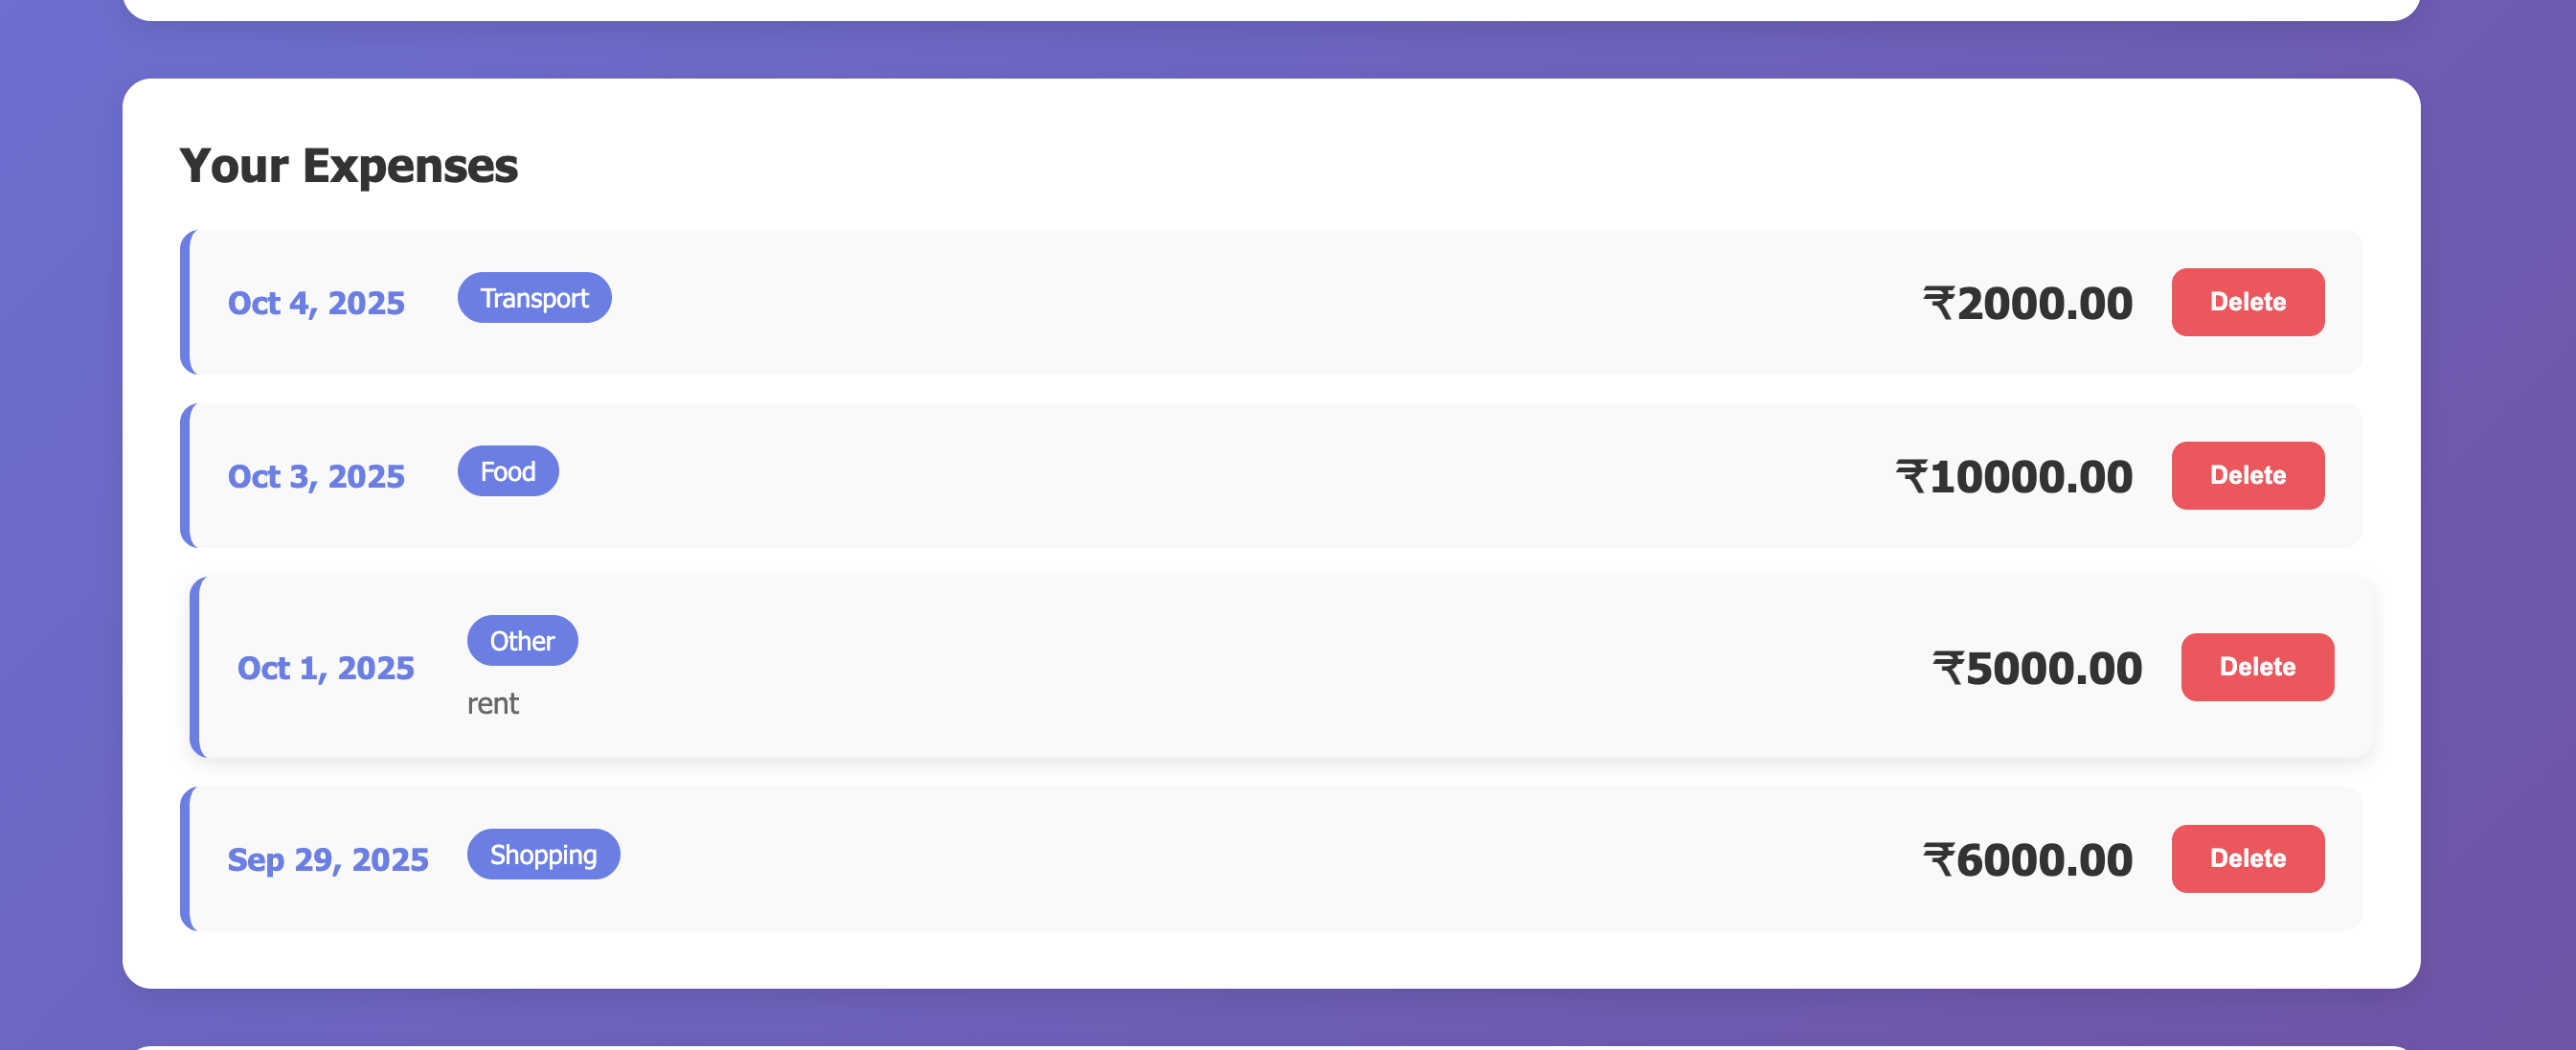 Your Expenses
Oct 4, 2025 Transport ₹2000.00 Delete
Oct 3, 2025 Food ₹10000.00 Delete
Oct 1, 2025 Other ₹5000.00 Delete
rent
Sep 29, 2025 Shopping ₹6000.00 Delete